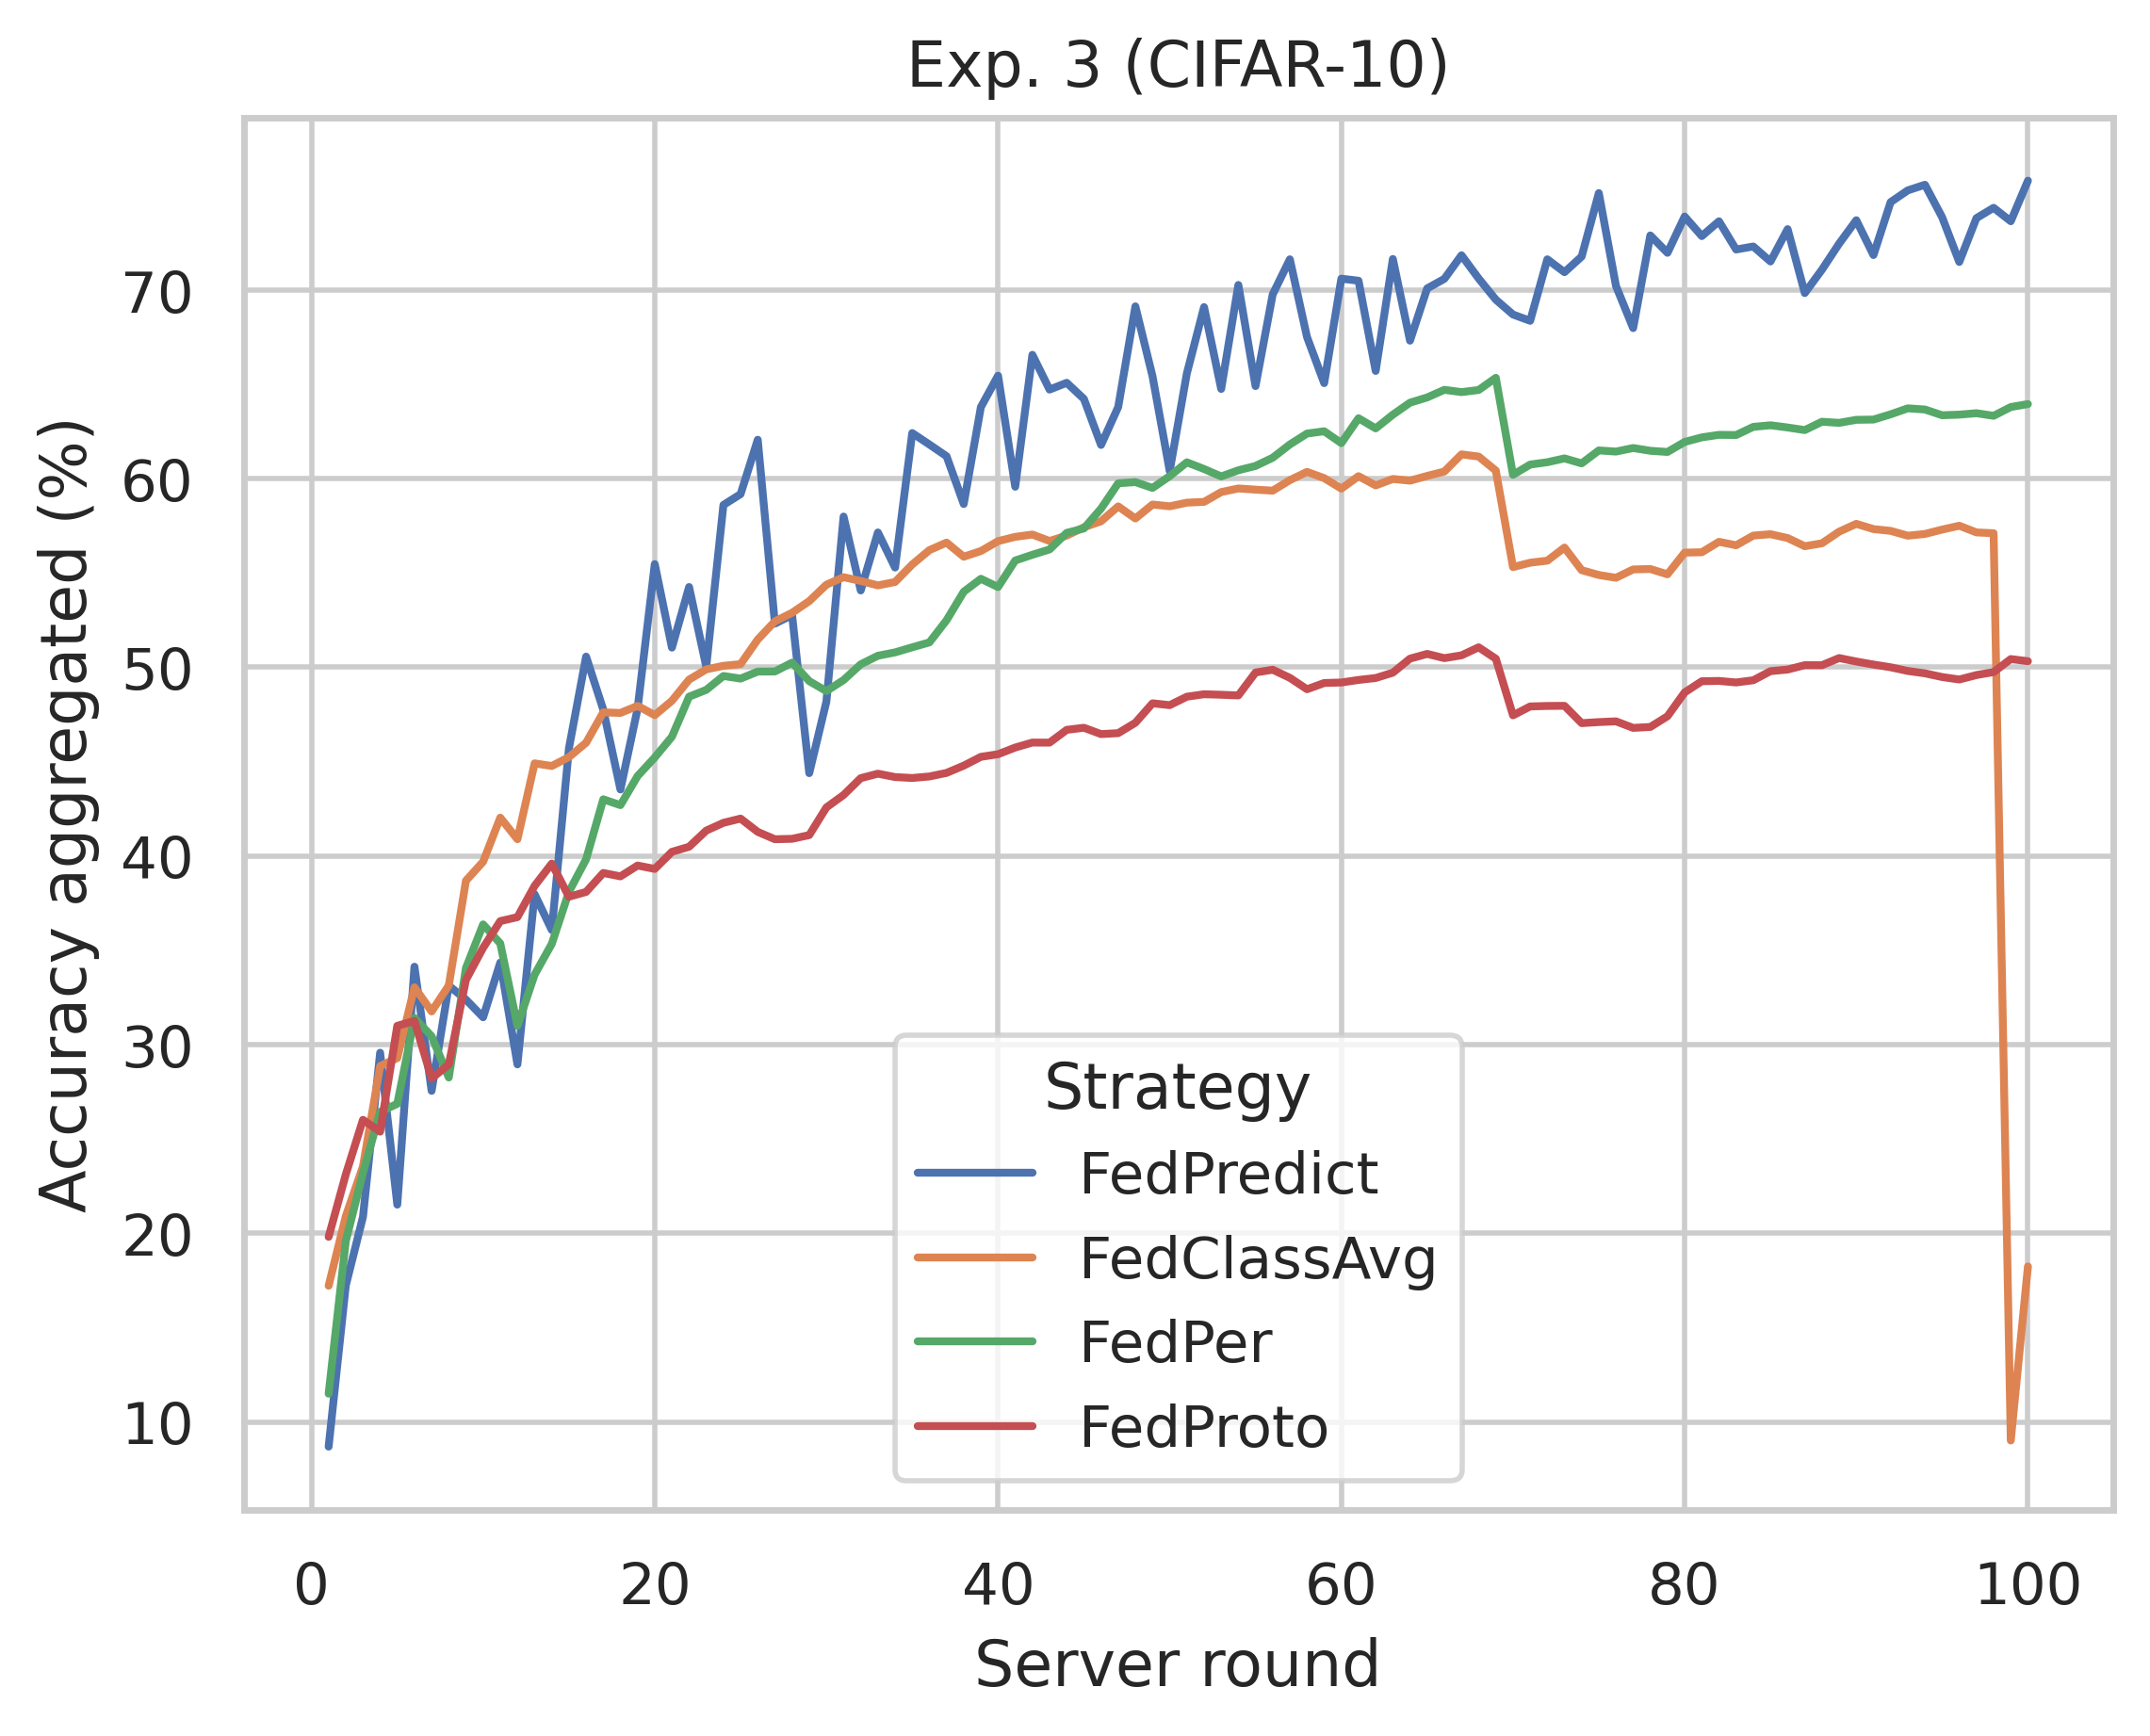 Exp. 3 (CIFAR-10)
Accuracy aggregated (%)
70
60
50
40
30
20
10
Strategy
FedPredict
FedClassAvg
FedPer
FedProto
0 20 40 60 80 100
Server round